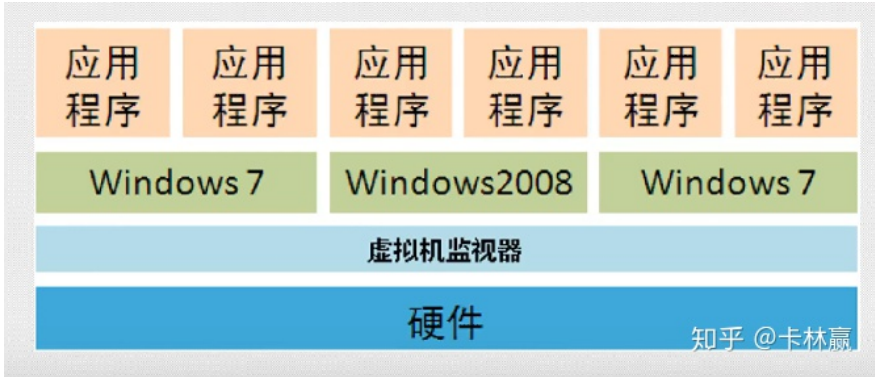 应用 应用 应用 应用 应用 应用
程序 程序 程序 程序 程序 程序
Windows 7 Windows2008 Windows 7
虚拟机监视器
硬件
知乎 @卡林赢